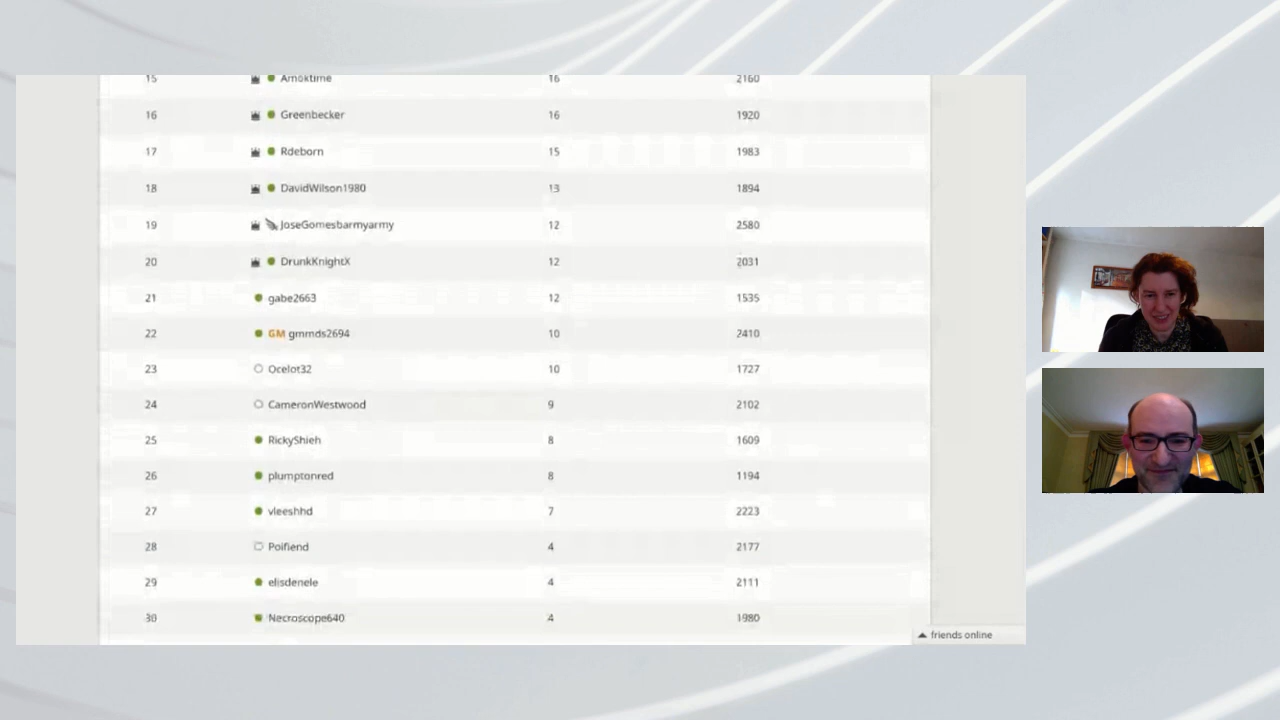 15 Amoktime 16 2160
16 Greenbecker 16 1920
17 Rdeborn 15 1983
18 DavidWilson1980 13 1894
19 JoseGomesbarmyarmy 12 2580
20 DrunkKnightX 12 2031
21 gabe2663 12 1535
22 GM gmmds2694 10 2410
23 Ocelot32 10 1727
24 CameronWestwood 9 2102
25 RickyShieh 8 1609
26 plumptonred 8 1194
27 vleeshhd 7 2223
28 Poifiend 4 2177
29 elisdenele 4 2111
30 Necroscope640 4 1980
friends online